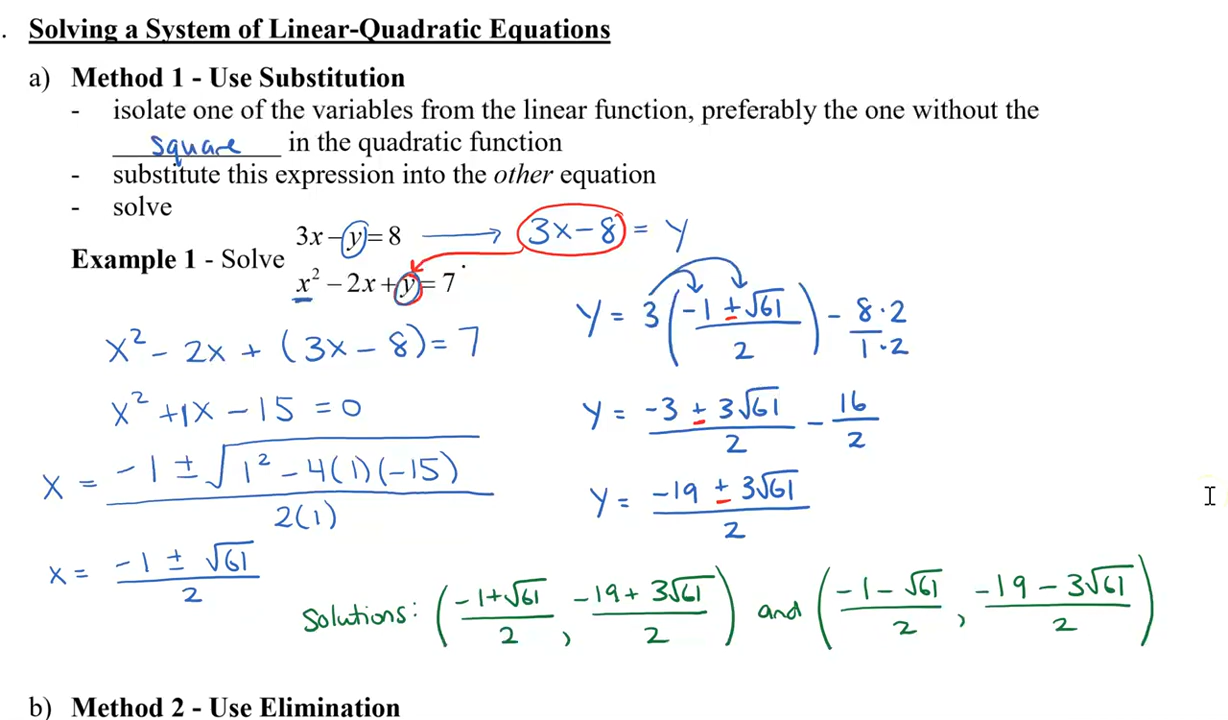 . Solving a System of Linear-Quadratic Equations
a) Method 1 - Use Substitution
- isolate one of the variables from the linear function, preferably the one without the
square in the quadratic function
- substitute this expression into the other equation
- solve
3x - y = 8 → 3x - 8 = y
Example 1 - Solve
x² - 2x + y = 7 .
x² - 2x + (3x - 8) = 7
x² + 1x - 15 = 0
x = (-1 ± √(1² - 4(1)(-15))) / 2(1)
x = (-1 ± √61) / 2
y = 3((-1 ± √61) / 2) - (8·2) / (1·2)
y = (-3 ± 3√61) / 2 - 16 / 2
y = (-19 ± 3√61) / 2
Solutions: ((-1+√61) / 2, (-19 + 3√61) / 2) and ((-1 - √61) / 2, (-19 - 3√61) / 2)
b) Method 2 - Use Elimination